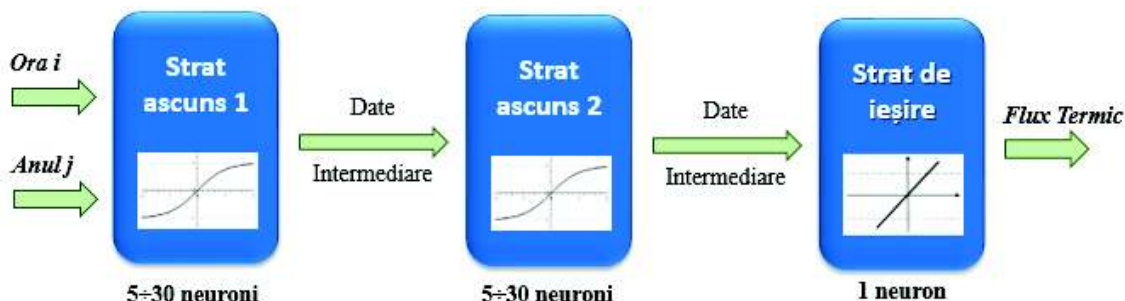 Ora i
Anul j
Strat
ascuns 1
5÷30 neuroni
Date
Intermediare
Strat
ascuns 2
5÷30 neuroni
Date
Intermediare
Strat de
ieșire
1 neuron
Flux Termic